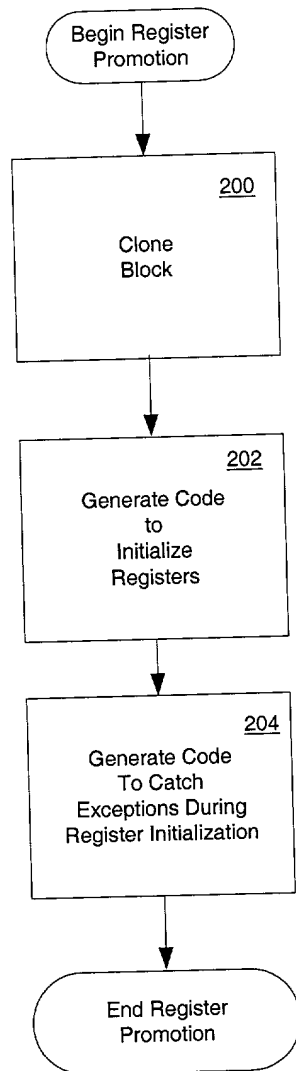 Begin Register
Promotion
200
Clone
Block
202
Generate Code
to
Initialize
Registers
204
Generate Code
To Catch
Exceptions During
Register Initialization
End Register
Promotion